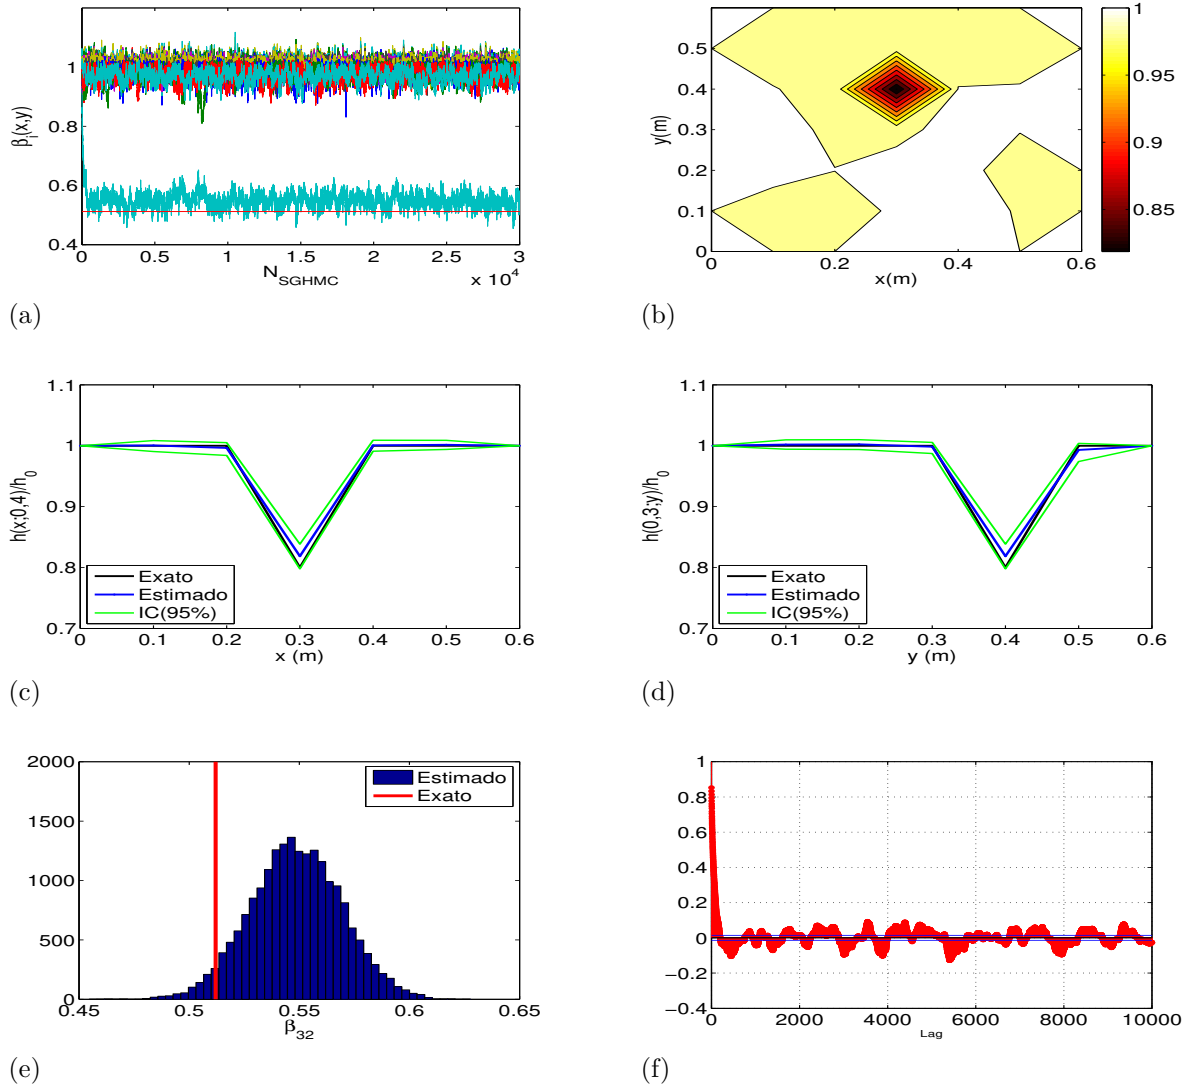 1
0.8
0.6
0.4
β_i(x,y)
0 0.5 1 1.5 2 2.5 3
N_SGHMC
x 10^4
(a)
0.5
0.4
0.3
0.2
0.1
0
y(m)
0 0.2 0.4 0.6
x(m)
1
0.95
0.9
0.85
(b)
1.1
1
0.9
0.8
0.7
h(x;0,4)/h_0
Exato
Estimado
IC(95%)
0 0.1 0.2 0.3 0.4 0.5 0.6
x (m)
(c)
1.1
1
0.9
0.8
0.7
h(0,3;y)/h_0
Exato
Estimado
IC(95%)
0 0.1 0.2 0.3 0.4 0.5 0.6
y (m)
(d)
2000
1500
1000
500
0
Estimado
Exato
0.45 0.5 0.55 0.6 0.65
β_32
(e)
1
0.8
0.6
0.4
0.2
0
−0.2
−0.4
0 2000 4000 6000 8000 10000
Lag
(f)